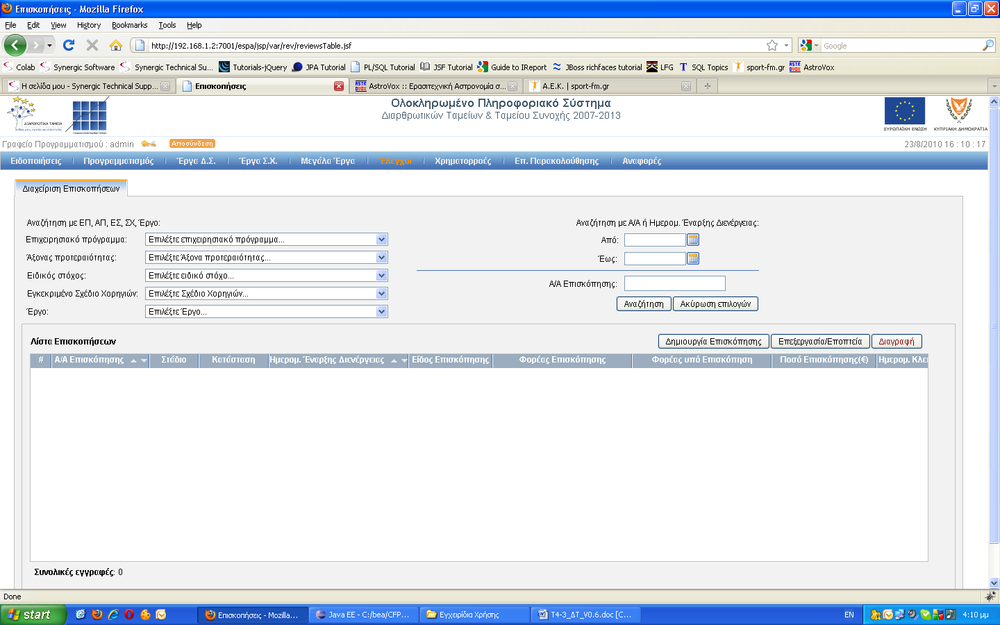 Επισκοπήσεις - Mozilla Firefox
File Edit View History Bookmarks Tools Help
http://192.168.1.2:7001/espa/jsp/var/rev/reviewsTable.jsf
Google
Colab Synergic Software Synergic Technical Su... Tutorials-jQuery JPA Tutorial PL/SQL Tutorial JSF Tutorial Guide to IReport JBoss richfaces tutorial LFG SQL Topics sport-fm.gr AstroVox
Η σελίδα μου - Synergic Technical Supp... Επισκοπήσεις AstroVox :: Ερασιτεχνική Αστρονομία σ... Α.Ε.Κ. | sport-fm.gr
Ολοκληρωμένο Πληροφοριακό Σύστημα
Διαρθρωτικών Ταμείων & Ταμείου Συνοχής 2007-2013
ΔΙΑΡΘΡΩΤΙΚΑ ΤΑΜΕΙΑ
ΕΥΡΩΠΑΪΚΗ ΕΝΩΣΗ ΚΥΠΡΙΑΚΗ ΔΗΜΟΚΡΑΤΙΑ
Γραφείο Προγραμματισμού : admin Αποσύνδεση 23/8/2010 16 : 10 : 17
Ειδοποιήσεις Προγραμματισμός Έργα Δ.Σ. Έργα Σ.Χ. Μεγάλα Έργα Έλεγχοι Χρηματορροές Επ. Παρακολούθησης Αναφορές
Διαχείριση Επισκοπήσεων
Αναζήτηση με ΕΠ, ΑΠ, ΕΣ, ΣΧ, Έργο:
Επιχειρησιακό πρόγραμμα: Επιλέξτε επιχειρησιακό πρόγραμμα...
Άξονας προτεραιότητας: Επιλέξτε Άξονα προτεραιότητας...
Ειδικός στόχος: Επιλέξτε ειδικό στόχο...
Εγκεκριμένο Σχέδιο Χορηγιών: Επιλέξτε Σχέδιο Χορηγιών...
Έργο: Επιλέξτε Έργο...
Αναζήτηση με Α/Α ή Ημερομ. Έναρξης Διενέργειας:
Από:
Έως:
Α/Α Επισκόπησης:
Αναζήτηση Ακύρωση επιλογών
Λίστα Επισκοπήσεων Δημιουργία Επισκόπησης Επεξεργασία/Εποπτεία Διαγραφή
# Α/Α Επισκόπησης Στάδιο Κατάσταση Ημερομ. Έναρξης Διενέργειας Είδος Επισκόπησης Φορέας Επισκόπησης Φορέας υπό Επισκόπηση Ποσό Επισκόπησης(€) Ημερομ. Κλει
Συνολικές εγγραφές: 0
Done
start Επισκοπήσεις - Mozilla... Java EE - C:/bea/CFP... Εγχειρίδια Χρήσης T4-3_ΔΤ_V0.6.doc [C... EN 4:10 μμ